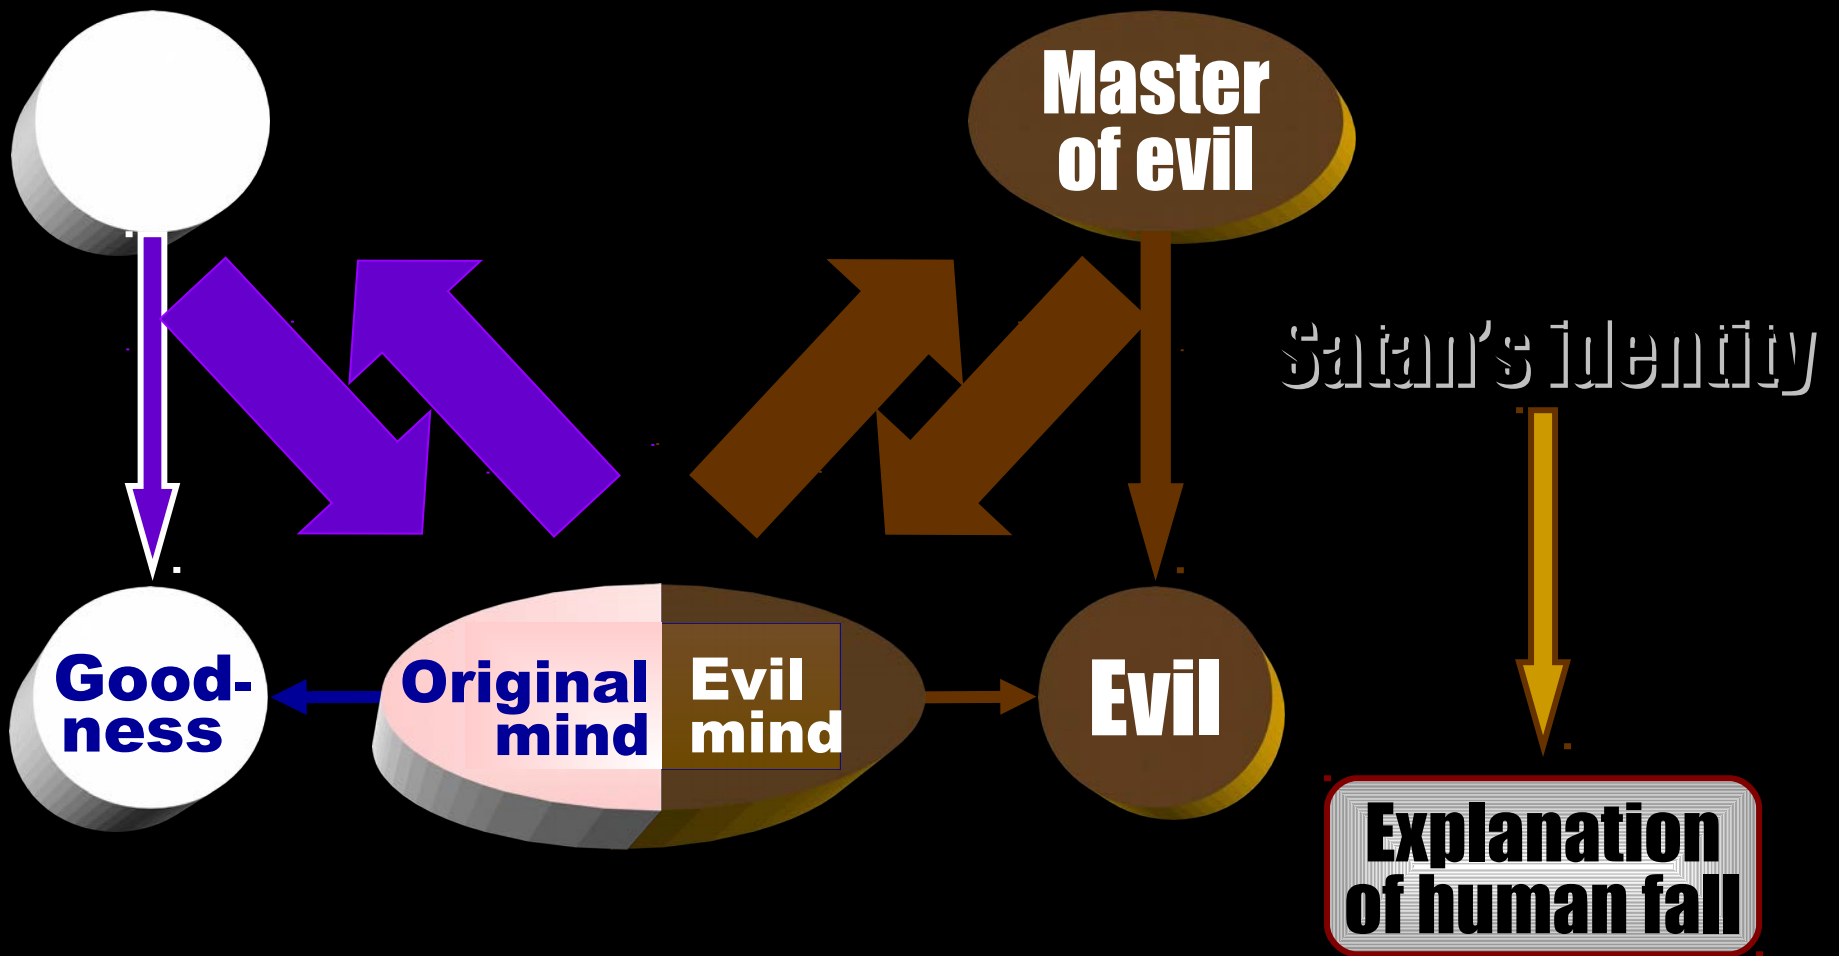 Master
of evil
Satan's identity
Good-
ness
Original
mind
Evil
mind
Evil
Explanation
of human fall